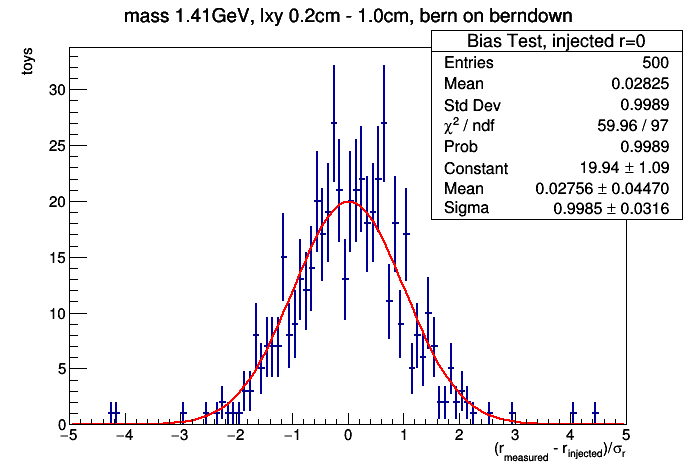 mass 1.41GeV, lxy 0.2cm - 1.0cm, bern on berndown
toys
Bias Test, injected r=0
Entries 500
Mean 0.02825
Std Dev 0.9989
χ² / ndf 59.96 / 97
Prob 0.9989
Constant 19.94 ± 1.09
Mean 0.02756 ± 0.04470
Sigma 0.9985 ± 0.0316
30
25
20
15
10
5
0
−5 −4 −3 −2 −1 0 1 2 3 4 5
(r measured - r injected)/σ r